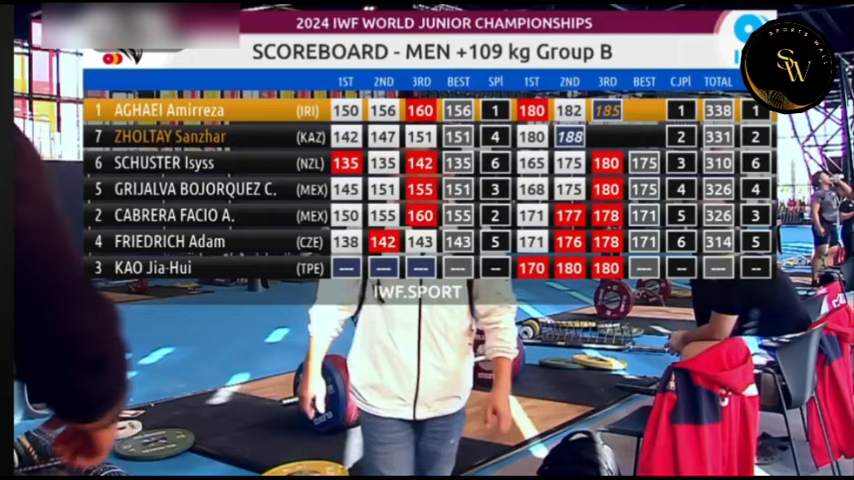 2024 IWF WORLD JUNIOR CHAMPIONSHIPS
SCOREBOARD - MEN +109 kg Group B
1ST 2ND 3RD BEST SPl 1ST 2ND 3RD BEST CJPl TOTAL
1 AGHAEI Amirreza (IRI) 150 156 160 156 1 180 182 185 1 338 1
7 ZHOLTAY Sanzhar (KAZ) 142 147 151 151 4 180 188 2 331 2
6 SCHUSTER Isyss (NZL) 135 135 142 135 6 165 175 180 175 3 310 6
5 GRIJALVA BOJORQUEZ C. (MEX) 145 151 155 151 3 168 175 180 175 4 326 4
2 CABRERA FACIO A. (MEX) 150 155 160 155 2 171 177 178 171 5 326 3
4 FRIEDRICH Adam (CZE) 138 142 143 143 5 171 176 178 171 6 314 5
3 KAO Jia-Hui (TPE) --- --- --- --- -- 170 180 180 --- -- --- --
IWF.SPORT
SPORTS WALL
SW